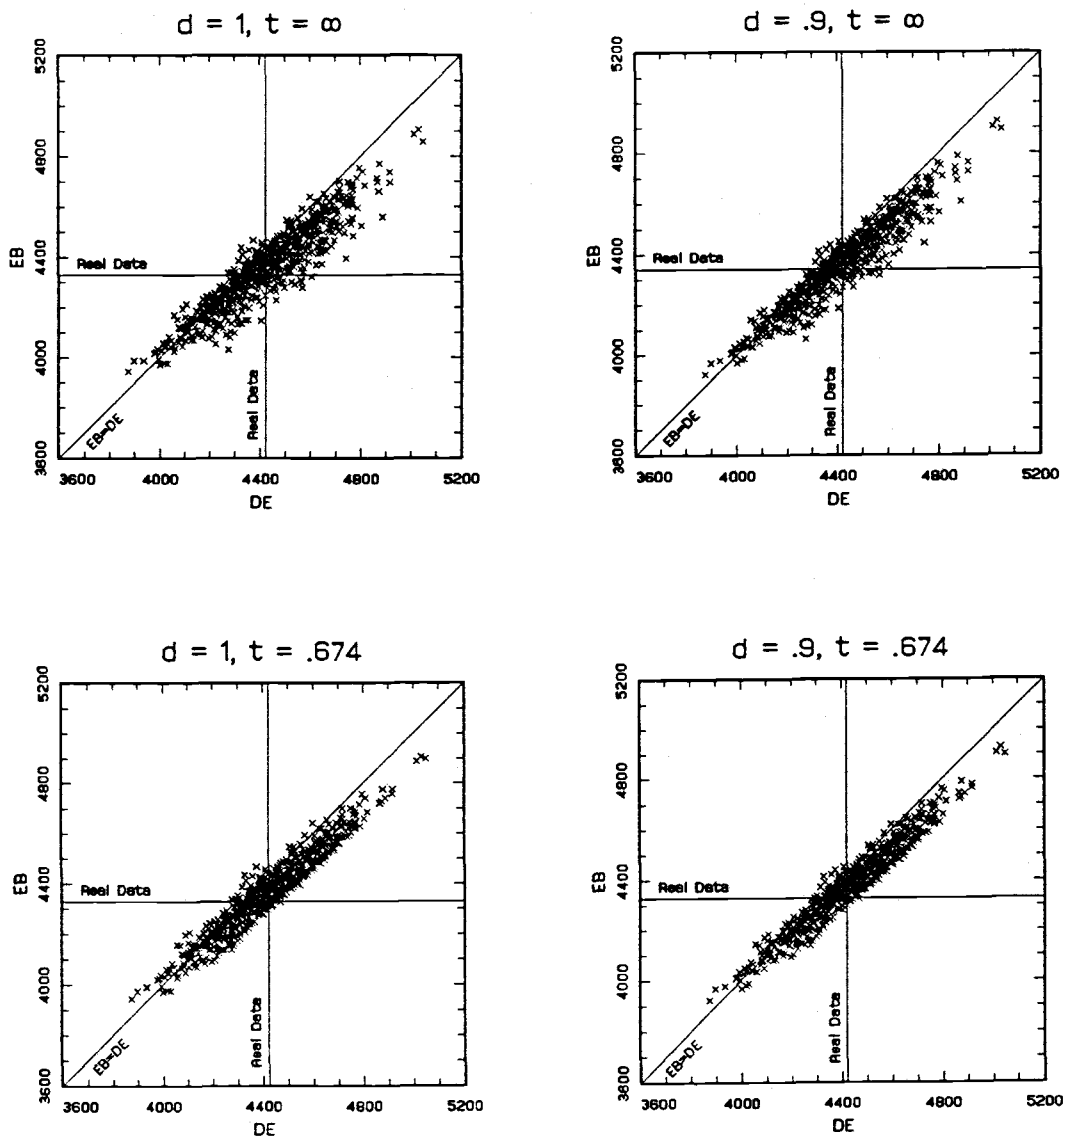 d = 1, t = ∞
5200
4800
4400
4000
3600
EB
Real Data
Real Data
EB=DE
3600 4000 4400 4800 5200
DE
d = .9, t = ∞
5200
4800
4400
4000
3600
EB
Real Data
Real Data
EB=DE
3600 4000 4400 4800 5200
DE
d = 1, t = .674
5200
4800
4400
4000
3600
EB
Real Data
Real Data
EB=DE
3600 4000 4400 4800 5200
DE
d = .9, t = .674
5200
4800
4400
4000
3600
EB
Real Data
Real Data
EB=DE
3600 4000 4400 4800 5200
DE